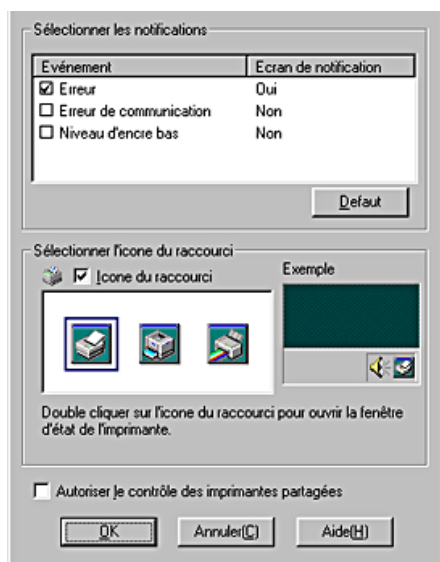 Sélectionner les notifications
Evénement Ecran de notification
Erreur Oui
Erreur de communication Non
Niveau d'encre bas Non
Defaut
Sélectionner l'icone du raccourci
Icone du raccourci
Exemple
Double cliquer sur l'icone du raccourci pour ouvrir la fenêtre
d'état de l'imprimante.
Autoriser le contrôle des imprimantes partagées
OK Annuler(C) Aide(H)